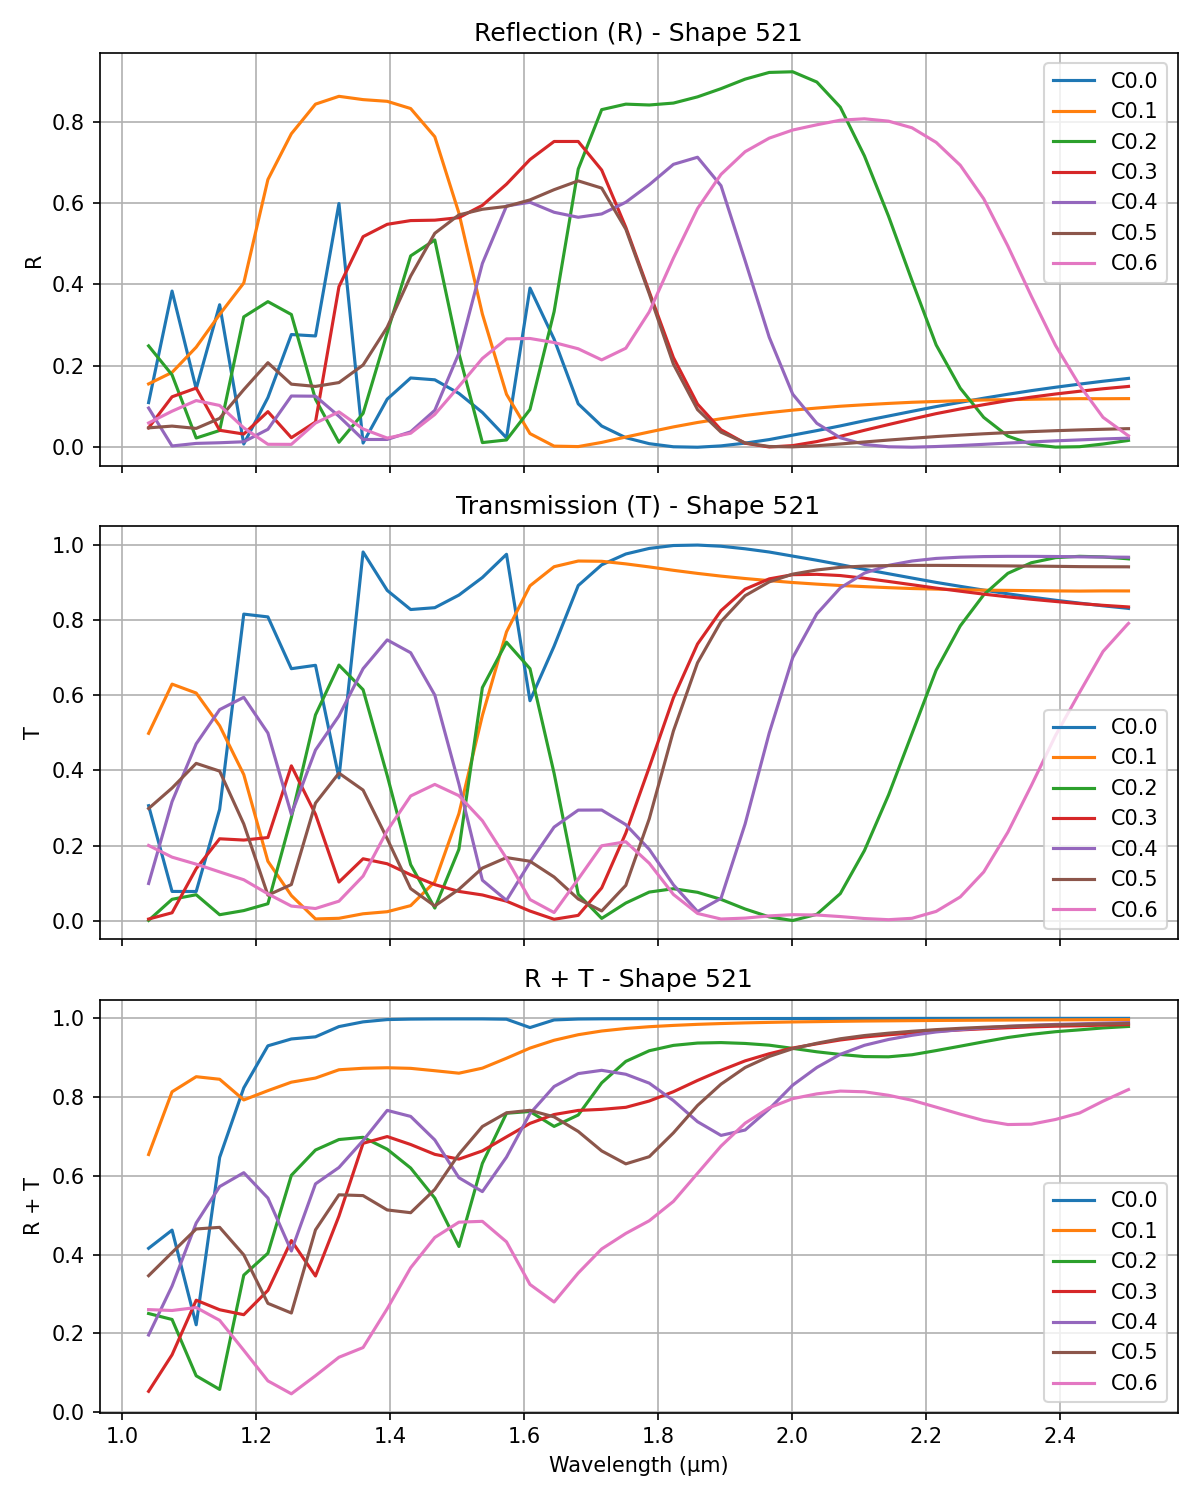 Reflection (R) - Shape 521
0.8
0.6
0.4
0.2
0.0
R
C0.0
C0.1
C0.2
C0.3
C0.4
C0.5
C0.6
Transmission (T) - Shape 521
1.0
0.8
0.6
0.4
0.2
0.0
T
C0.0
C0.1
C0.2
C0.3
C0.4
C0.5
C0.6
R + T - Shape 521
1.0
0.8
0.6
0.4
0.2
0.0
R + T
C0.0
C0.1
C0.2
C0.3
C0.4
C0.5
C0.6
1.0 1.2 1.4 1.6 1.8 2.0 2.2 2.4
Wavelength (μm)